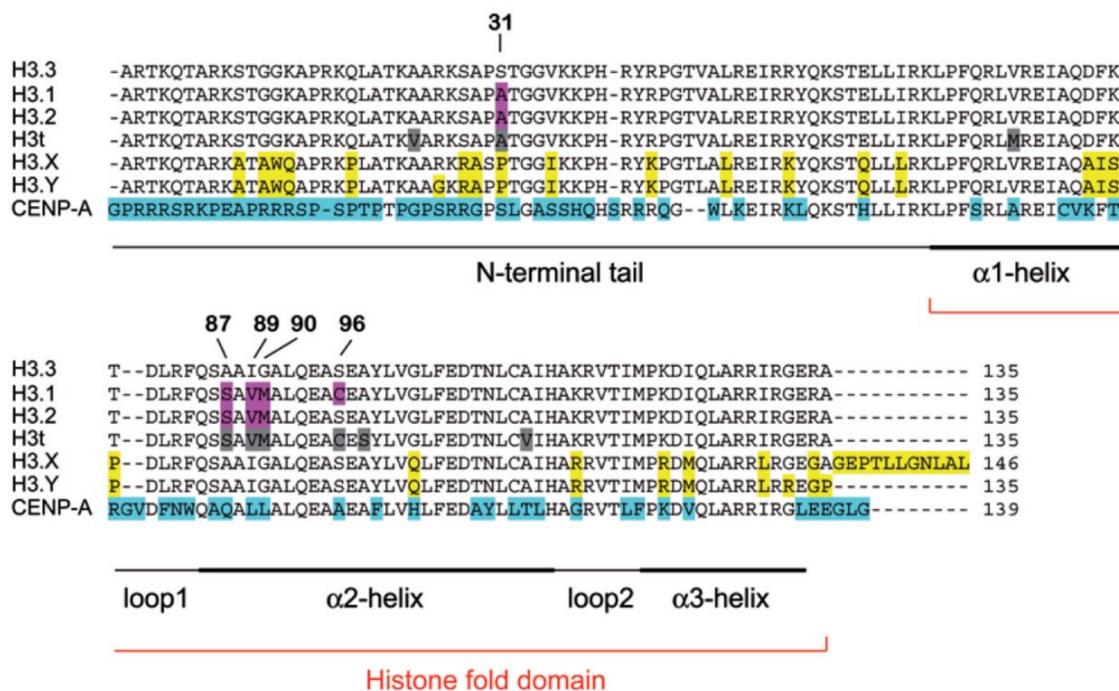 31
H3.3 -ARTKQTARKSTGGKAPRKQLATKAARKSAPSTGGVKKPH-RYRPGTVALREIRRYQKSTELLIRKLPFQRLVREIAQDFK
H3.1 -ARTKQTARKSTGGKAPRKQLATKAARKSAPATGGVKKPH-RYRPGTVALREIRRYQKSTELLIRKLPFQRLVREIAQDFK
H3.2 -ARTKQTARKSTGGKAPRKQLATKAARKSAPATGGVKKPH-RYRPGTVALREIRRYQKSTELLIRKLPFQRLVREIAQDFK
H3t -ARTKQTARKSTGGKAPRKQLATKVARKSAPATGGVKKPH-RYRPGTVALREIRRYQKSTELLIRKLPFQRLMREIAQDFK
H3.X -ARTKQTARKATAWQAPRKPLATKAARKRASPTGGIKKPH-RYKPGTLALREIRKYQKSTQLLLRKLPFQRLVREIAQAIS
H3.Y -ARTKQTARKATAWQAPRKPLATKAAGKRAPPTGGIKKPH-RYKPGTLALREIRKYQKSTQLLLRKLPFQRLVREIAQAIS
CENP-A GPRRRSRKPEAPRRRSP-SPTPTPGPSRRGPSLGASSHQHSRRRQG--WLKEIRKLQKSTHLLIRKLPFSRLAREICVKFT
N-terminal tail α1-helix
87 89 90 96
H3.3 T--DLRFQSAAIGALQEASEAYLVGLFEDTNLCAIHAKRVTIMPKDIQLARRIRGERA----------- 135
H3.1 T--DLRFQSSAVMALQEACEAYLVGLFEDTNLCAIHAKRVTIMPKDIQLARRIRGERA----------- 135
H3.2 T--DLRFQSSAVMALQEASEAYLVGLFEDTNLCAIHAKRVTIMPKDIQLARRIRGERA----------- 135
H3t T--DLRFQSSAVMALQEACESYLVGLFEDTNLCVIHAKRVTIMPKDIQLARRIRGERA----------- 135
H3.X P--DLRFQSAAIGALQEASEAYLVQLFEDTNLCAIHARRVTIMPRDMQLARRLRGEGAGEPTLLGNLAL 146
H3.Y P--DLRFQSAAIGALQEASEAYLVQLFEDTNLCAIHARRVTIMPRDMQLARRLRREGP----------- 135
CENP-A RGVDFNWQAQALLALQEAAEAFLVHLFEDAYLLTLHAGRVTLFPKDVQLARRIRGLEEGLG-------- 139
loop1 α2-helix loop2 α3-helix
Histone fold domain